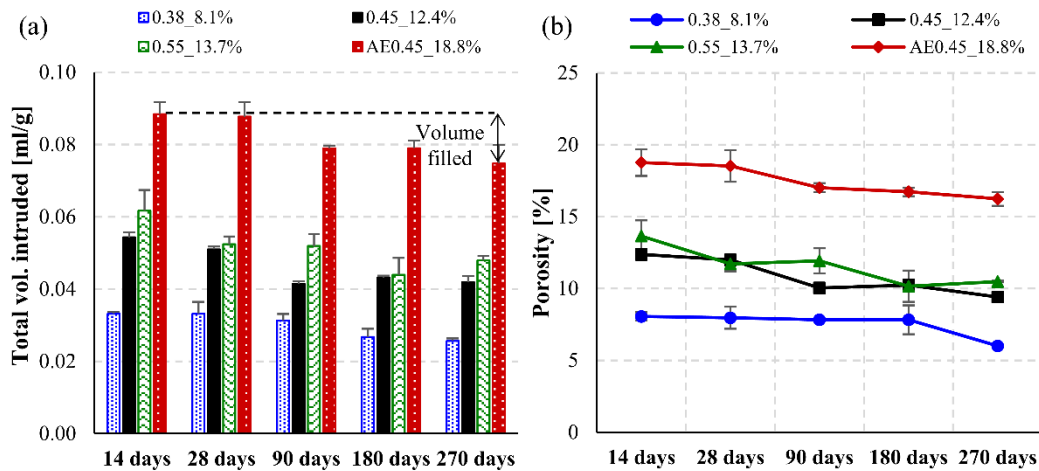 (a)
0.38_8.1%
0.45_12.4%
0.55_13.7%
AE0.45_18.8%
Total vol. intruded [ml/g]
0.10
0.08
0.06
0.04
0.02
0.00
Volume
filled
14 days
28 days
90 days
180 days
270 days
(b)
0.38_8.1%
0.45_12.4%
0.55_13.7%
AE0.45_18.8%
Porosity [%]
25
20
15
10
5
0
14 days
28 days
90 days
180 days
270 days